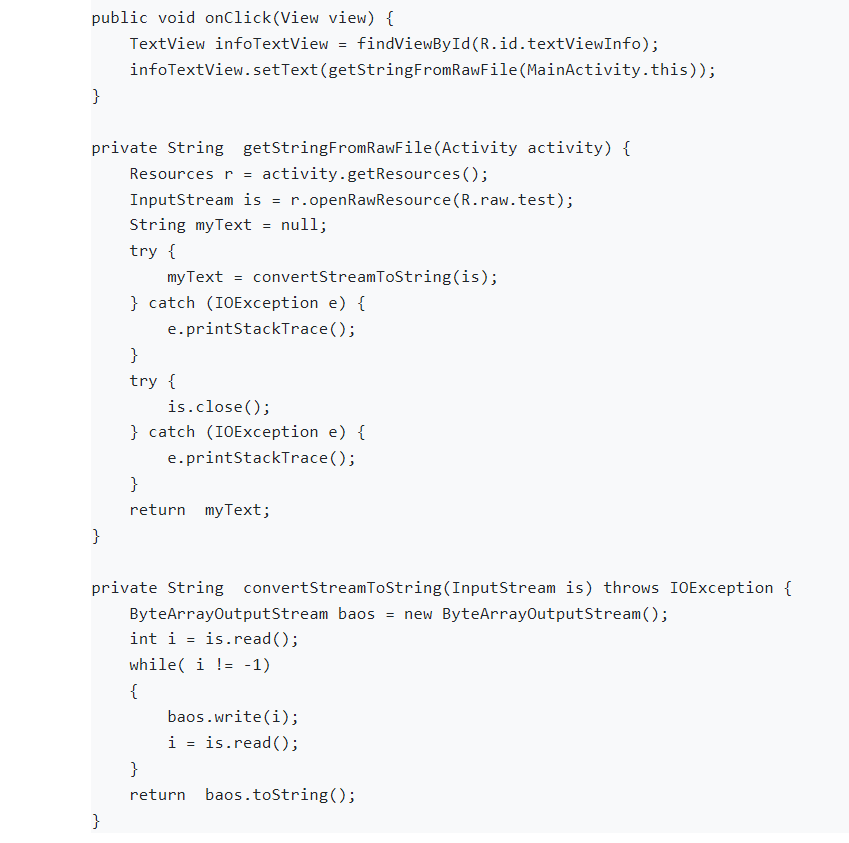 public void onClick(View view) {
    TextView infoTextView = findViewById(R.id.textViewInfo);
    infoTextView.setText(getStringFromRawFile(MainActivity.this));
}

private String  getStringFromRawFile(Activity activity) {
    Resources r = activity.getResources();
    InputStream is = r.openRawResource(R.raw.test);
    String myText = null;
    try {
        myText = convertStreamToString(is);
    } catch (IOException e) {
        e.printStackTrace();
    }
    try {
        is.close();
    } catch (IOException e) {
        e.printStackTrace();
    }
    return  myText;
}

private String  convertStreamToString(InputStream is) throws IOException {
    ByteArrayOutputStream baos = new ByteArrayOutputStream();
    int i = is.read();
    while( i != -1)
    {
        baos.write(i);
        i = is.read();
    }
    return  baos.toString();
}